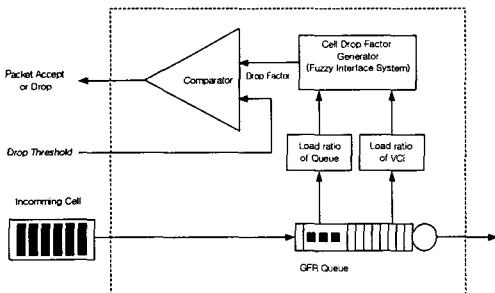 Cell Drop Factor
Generator
(Fuzzy Interface System)
Packet Accept
or Drop
Comparator
Drop Factor
Drop Threshold
Load ratio
of Queue
Load ratio
of VCi
Incomming Cell
GFR Queue